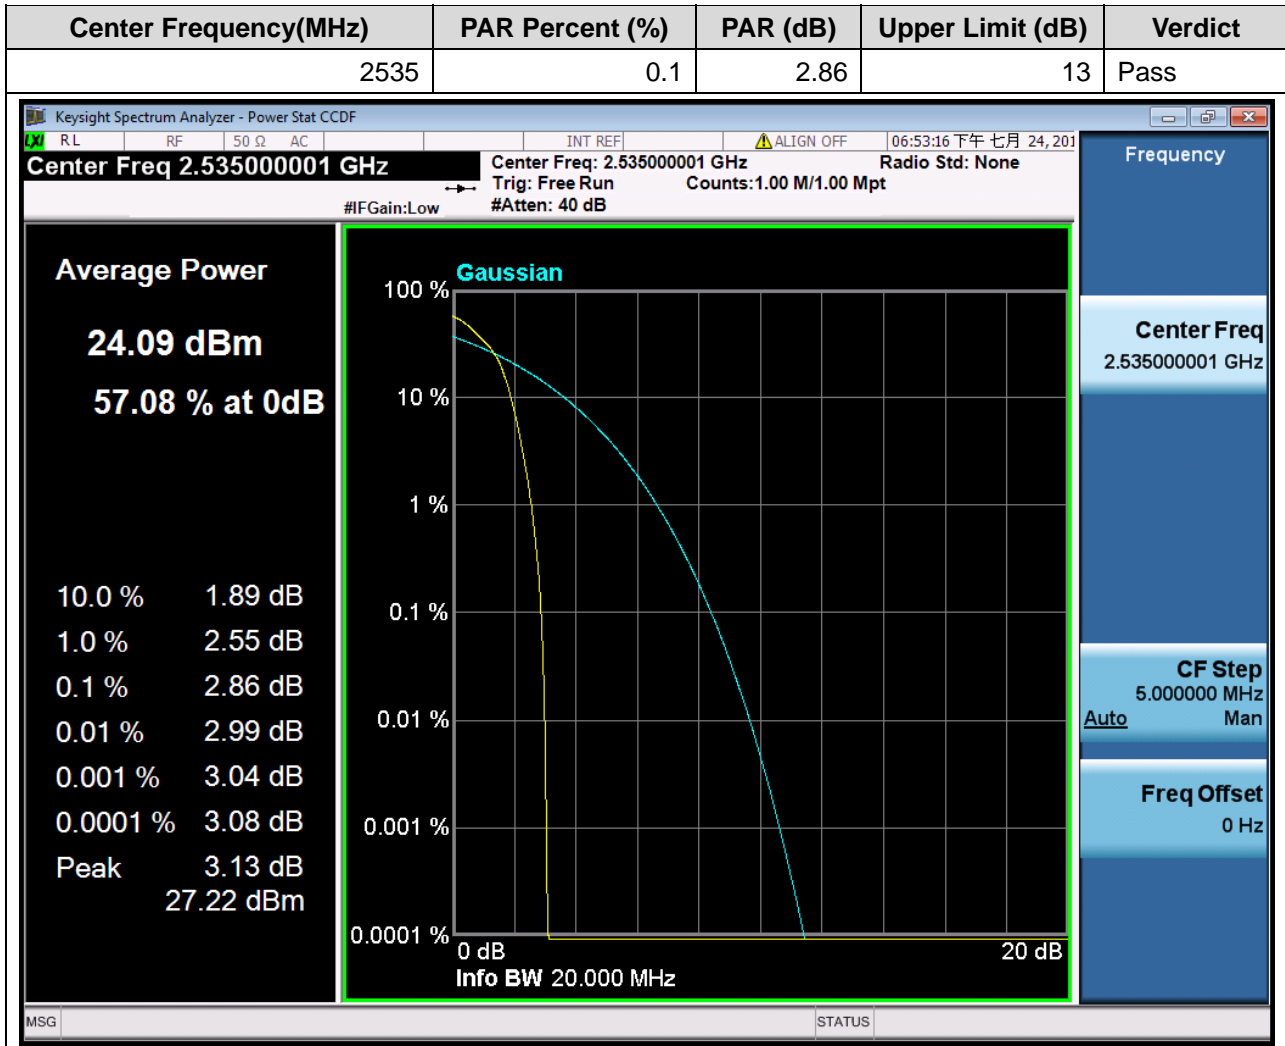 Center Frequency(MHz) PAR Percent (%) PAR (dB) Upper Limit (dB) Verdict
2535 0.1 2.86 13 Pass
Keysight Spectrum Analyzer - Power Stat CCDF
LXI RL RF 50 Ω AC INT REF ALIGN OFF 06:53:16 下午 七月 24, 201
Center Freq 2.535000001 GHz
Center Freq: 2.535000001 GHz Radio Std: None
Trig: Free Run Counts:1.00 M/1.00 Mpt
#IFGain:Low #Atten: 40 dB
Average Power
24.09 dBm
57.08 % at 0dB
10.0 % 1.89 dB
1.0 % 2.55 dB
0.1 % 2.86 dB
0.01 % 2.99 dB
0.001 % 3.04 dB
0.0001 % 3.08 dB
Peak 3.13 dB
27.22 dBm
Gaussian
100 %
10 %
1 %
0.1 %
0.01 %
0.001 %
0.0001 %
0 dB 20 dB
Info BW 20.000 MHz
Frequency
Center Freq
2.535000001 GHz
CF Step
5.000000 MHz
Auto Man
Freq Offset
0 Hz
MSG STATUS